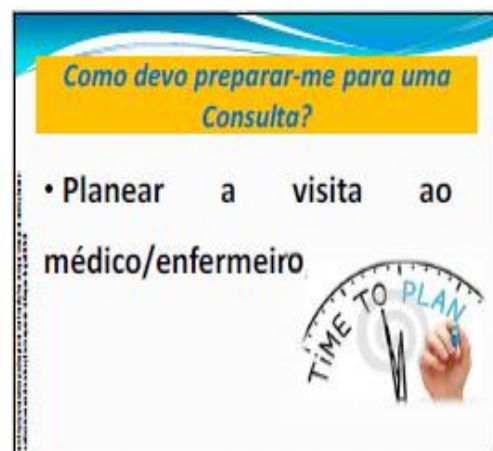 Como devo preparar-me para uma
Consulta?
• Planear a visita ao
médico/enfermeiro
TiME TO PLAN